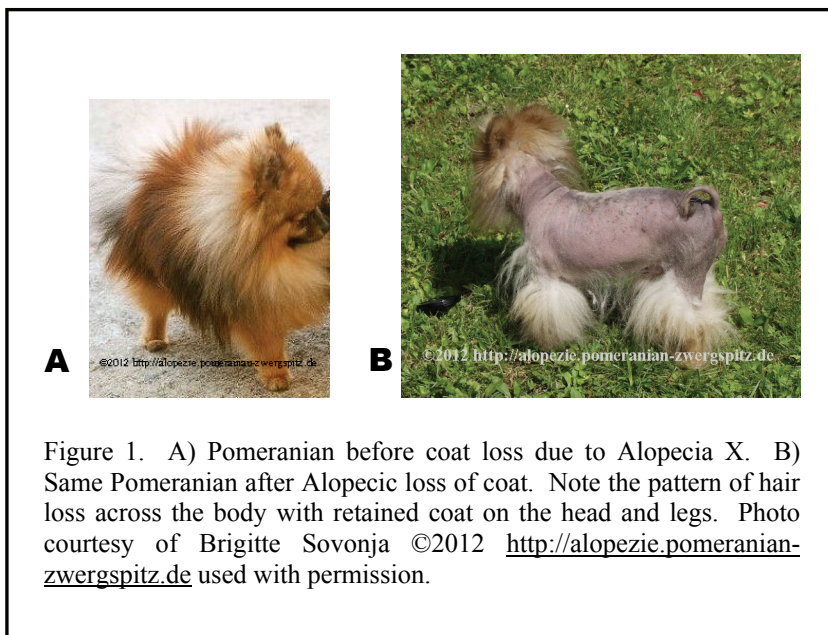 A
©2012 http://alopezie.pomeranian-zwergspitz.de
B
©2012 http://alopezie.pomeranian-zwergspitz.de
Figure 1. A) Pomeranian before coat loss due to Alopecia X. B)
Same Pomeranian after Alopecic loss of coat. Note the pattern of hair
loss across the body with retained coat on the head and legs. Photo
courtesy of Brigitte Sovonja ©2012 http://alopezie.pomeranian-
zwergspitz.de used with permission.